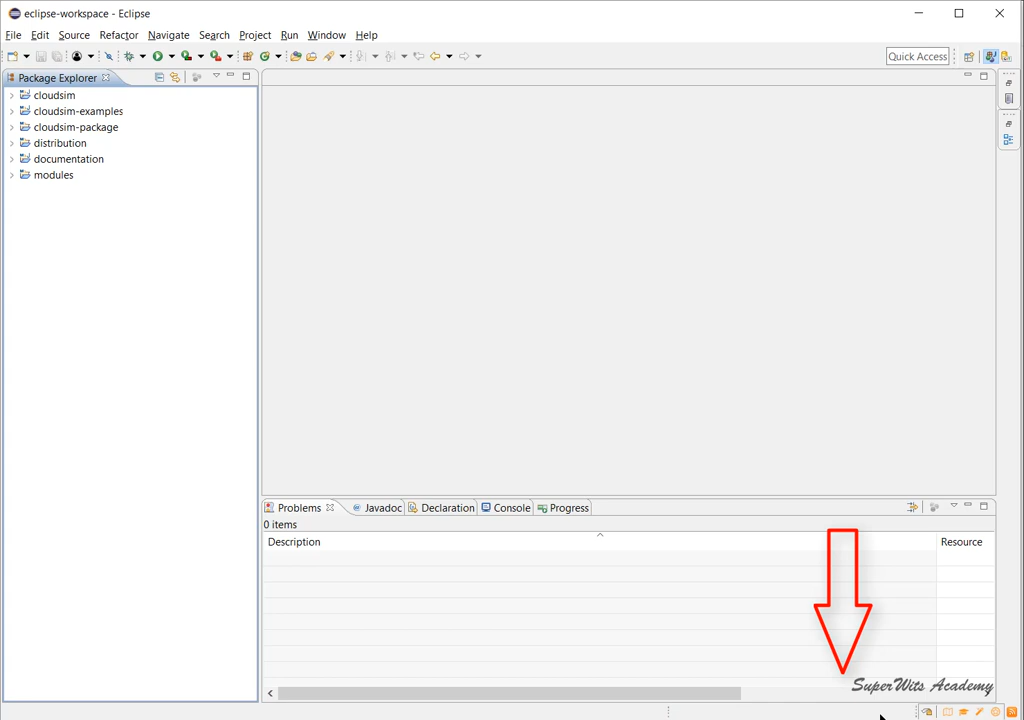 eclipse-workspace - Eclipse
File Edit Source Refactor Navigate Search Project Run Window Help
Quick Access
Package Explorer
cloudsim
cloudsim-examples
cloudsim-package
distribution
documentation
modules
Problems Javadoc Declaration Console Progress
0 items
Description Resource
SuperWits Academy